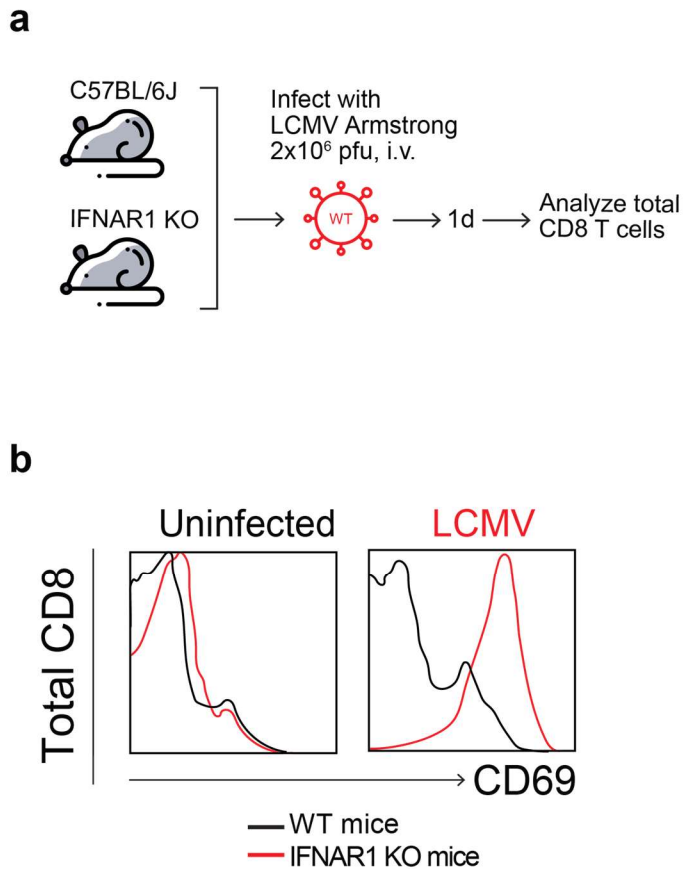 a
C57BL/6J
IFNAR1 KO
Infect with
LCMV Armstrong
2x10⁶ pfu, i.v.
WT
1d
Analyze total
CD8 T cells
b
Uninfected
LCMV
Total CD8
CD69
WT mice
IFNAR1 KO mice